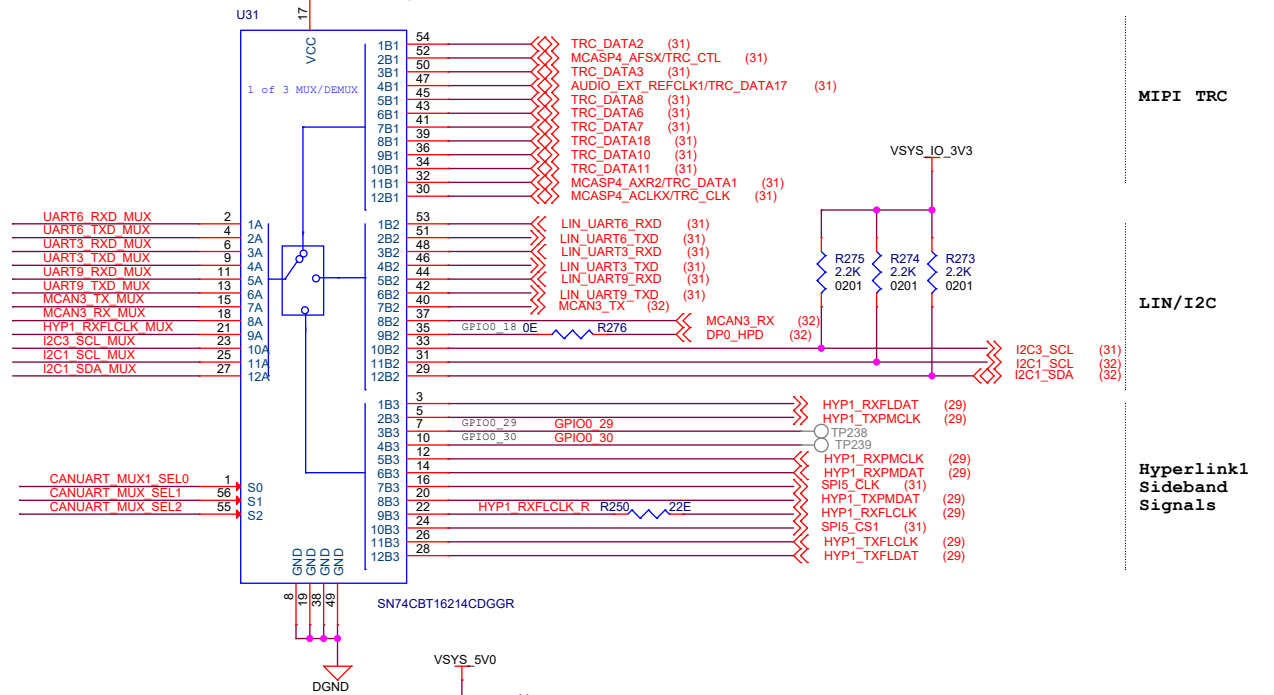 U31
17
VCC
1 of 3 MUX/DEMUX
1B1 54 TRC_DATA2 (31)
2B1 52 MCASP4_AFSX/TRC_CTL (31)
3B1 50 TRC_DATA3 (31)
4B1 47 AUDIO_EXT_REFCLK1/TRC_DATA17 (31)
5B1 45 TRC_DATA8 (31)
6B1 43 TRC_DATA6 (31)
7B1 41 TRC_DATA7 (31)
8B1 39 TRC_DATA18 (31)
9B1 36 TRC_DATA10 (31)
10B1 34 TRC_DATA11 (31)
11B1 32 MCASP4_AXR2/TRC_DATA1 (31)
12B1 30 MCASP4_ACLKX/TRC_CLK (31)
MIPI TRC
VSYS_IO_3V3
R275 2.2K 0201
R274 2.2K 0201
R273 2.2K 0201
UART6_RXD_MUX 2 1A
UART6_TXD_MUX 4 2A
UART3_RXD_MUX 6 3A
UART3_TXD_MUX 9 4A
UART9_RXD_MUX 11 5A
UART9_TXD_MUX 13 6A
MCAN3_TX_MUX 15 7A
MCAN3_RX_MUX 18 8A
HYP1_RXFLCLK_MUX 21 9A
I2C3_SCL_MUX 23 10A
I2C1_SCL_MUX 25 11A
I2C1_SDA_MUX 27 12A
1B2 53 LIN_UART6_RXD (31)
2B2 51 LIN_UART6_TXD (31)
3B2 48 LIN_UART3_RXD (31)
4B2 46 LIN_UART3_TXD (31)
5B2 44 LIN_UART9_RXD (31)
6B2 42 LIN_UART9_TXD (31)
7B2 40 MCAN3_TX (32)
8B2 37 MCAN3_RX (32)
9B2 35 GPIO0_18 0E R276 DP0_HPD (32)
10B2 33 I2C3_SCL (31)
11B2 31 I2C1_SCL (32)
12B2 29 I2C1_SDA (32)
LIN/I2C
1B3 3 HYP1_RXFLDAT (29)
2B3 5 HYP1_TXPMCLK (29)
3B3 7 GPIO0_29 GPIO0_29 TP238
4B3 10 GPIO0_30 GPIO0_30 TP239
5B3 12 HYP1_RXPMCLK (29)
6B3 14 HYP1_RXPMDAT (29)
7B3 16 SPI5_CLK (31)
8B3 20 HYP1_TXPMDAT (29)
9B3 22 HYP1_RXFLCLK_R R250 22E HYP1_RXFLCLK (29)
10B3 24 SPI5_CS1 (31)
11B3 26 HYP1_TXFLCLK (29)
12B3 28 HYP1_TXFLDAT (29)
Hyperlink1
Sideband
Signals
CANUART_MUX1_SEL0 1 S0
CANUART_MUX_SEL1 56 S1
CANUART_MUX_SEL2 55 S2
GND GND GND GND
8 19 38 49
SN74CBT16214CDGGR
DGND
VSYS_5V0